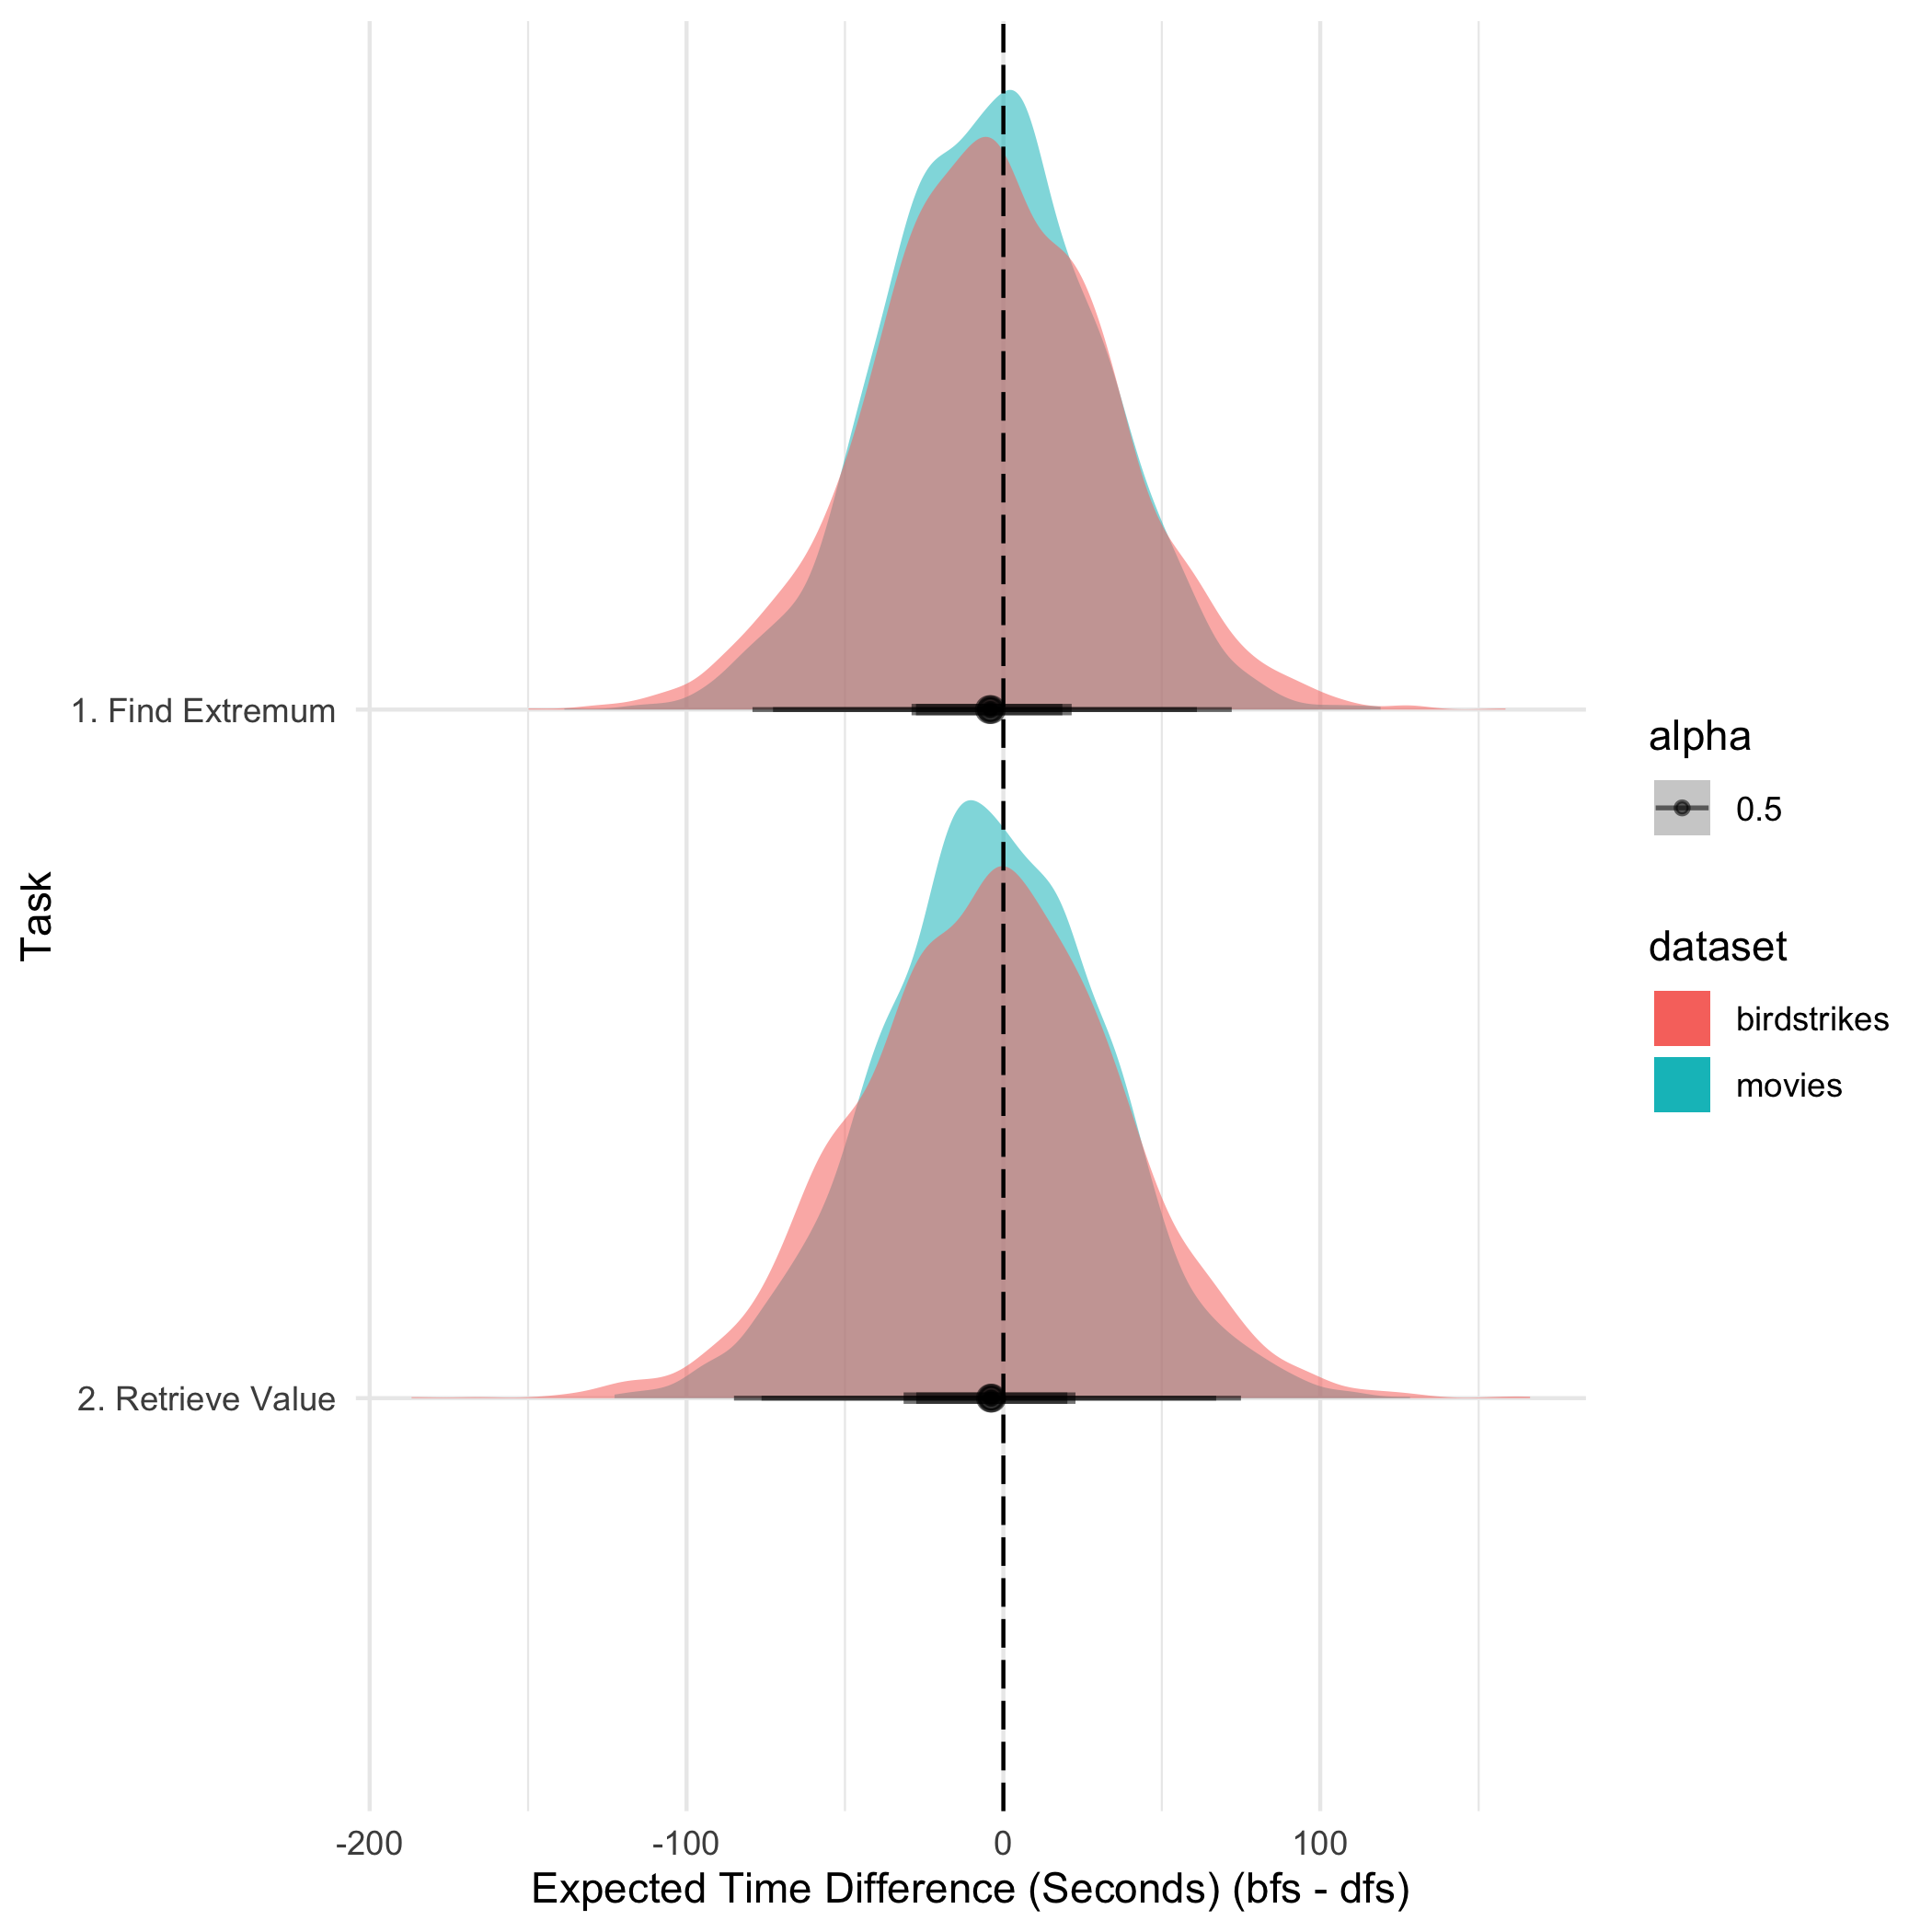 Task
1. Find Extremum
2. Retrieve Value
-200
-100
0
100
Expected Time Difference (Seconds) (bfs - dfs)
alpha
0.5
dataset
birdstrikes
movies